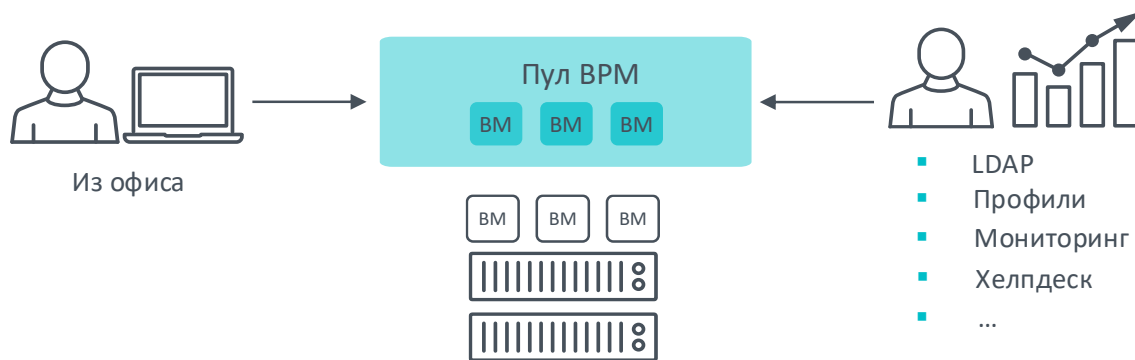 Пул ВРМ
ВМ ВМ ВМ
Из офиса
ВМ ВМ ВМ
LDAP
Профили
Мониторинг
Хелпдеск
...